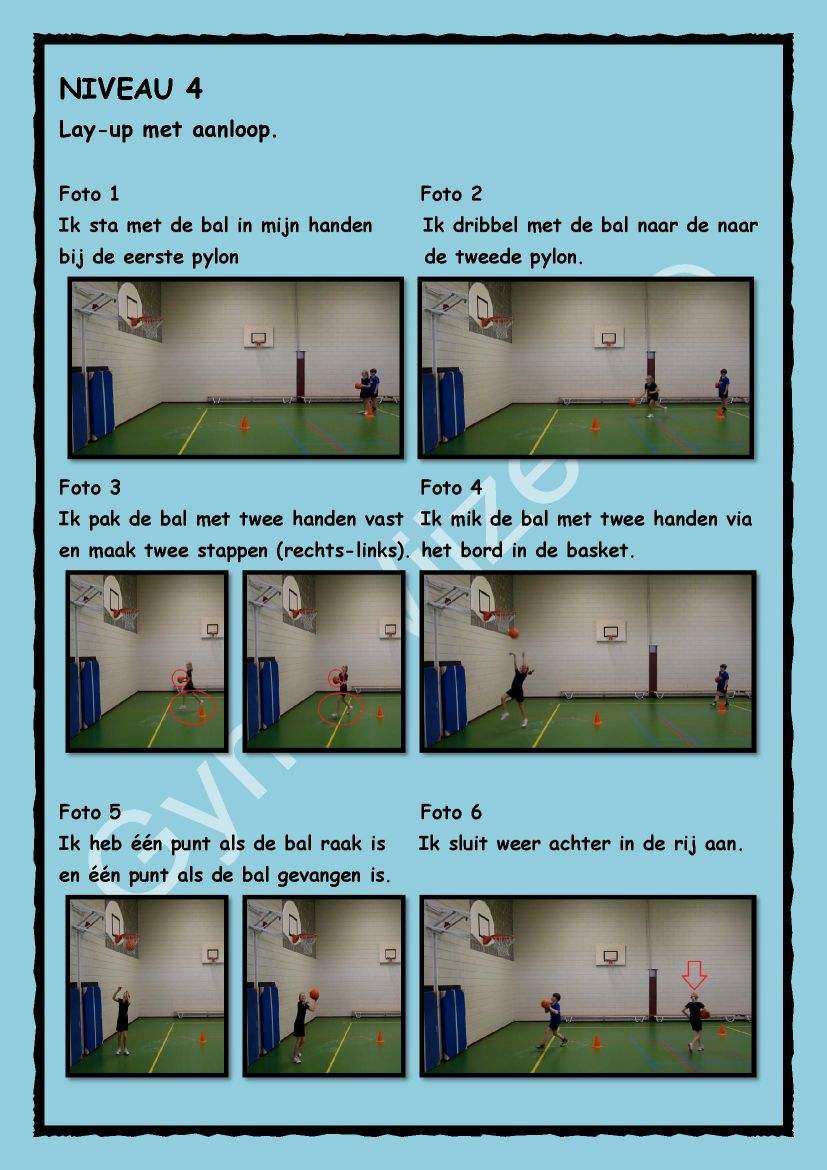 NIVEAU 4
Lay-up met aanloop.
Foto 1
Ik sta met de bal in mijn handen
bij de eerste pylon
Foto 2
Ik dribbel met de bal naar de naar
de tweede pylon.
Foto 3
Ik pak de bal met twee handen vast
en maak twee stappen (rechts-links).
Foto 4
Ik mik de bal met twee handen via
het bord in de basket.
Foto 5
Ik heb één punt als de bal raak is
en één punt als de bal gevangen is.
Foto 6
Ik sluit weer achter in de rij aan.